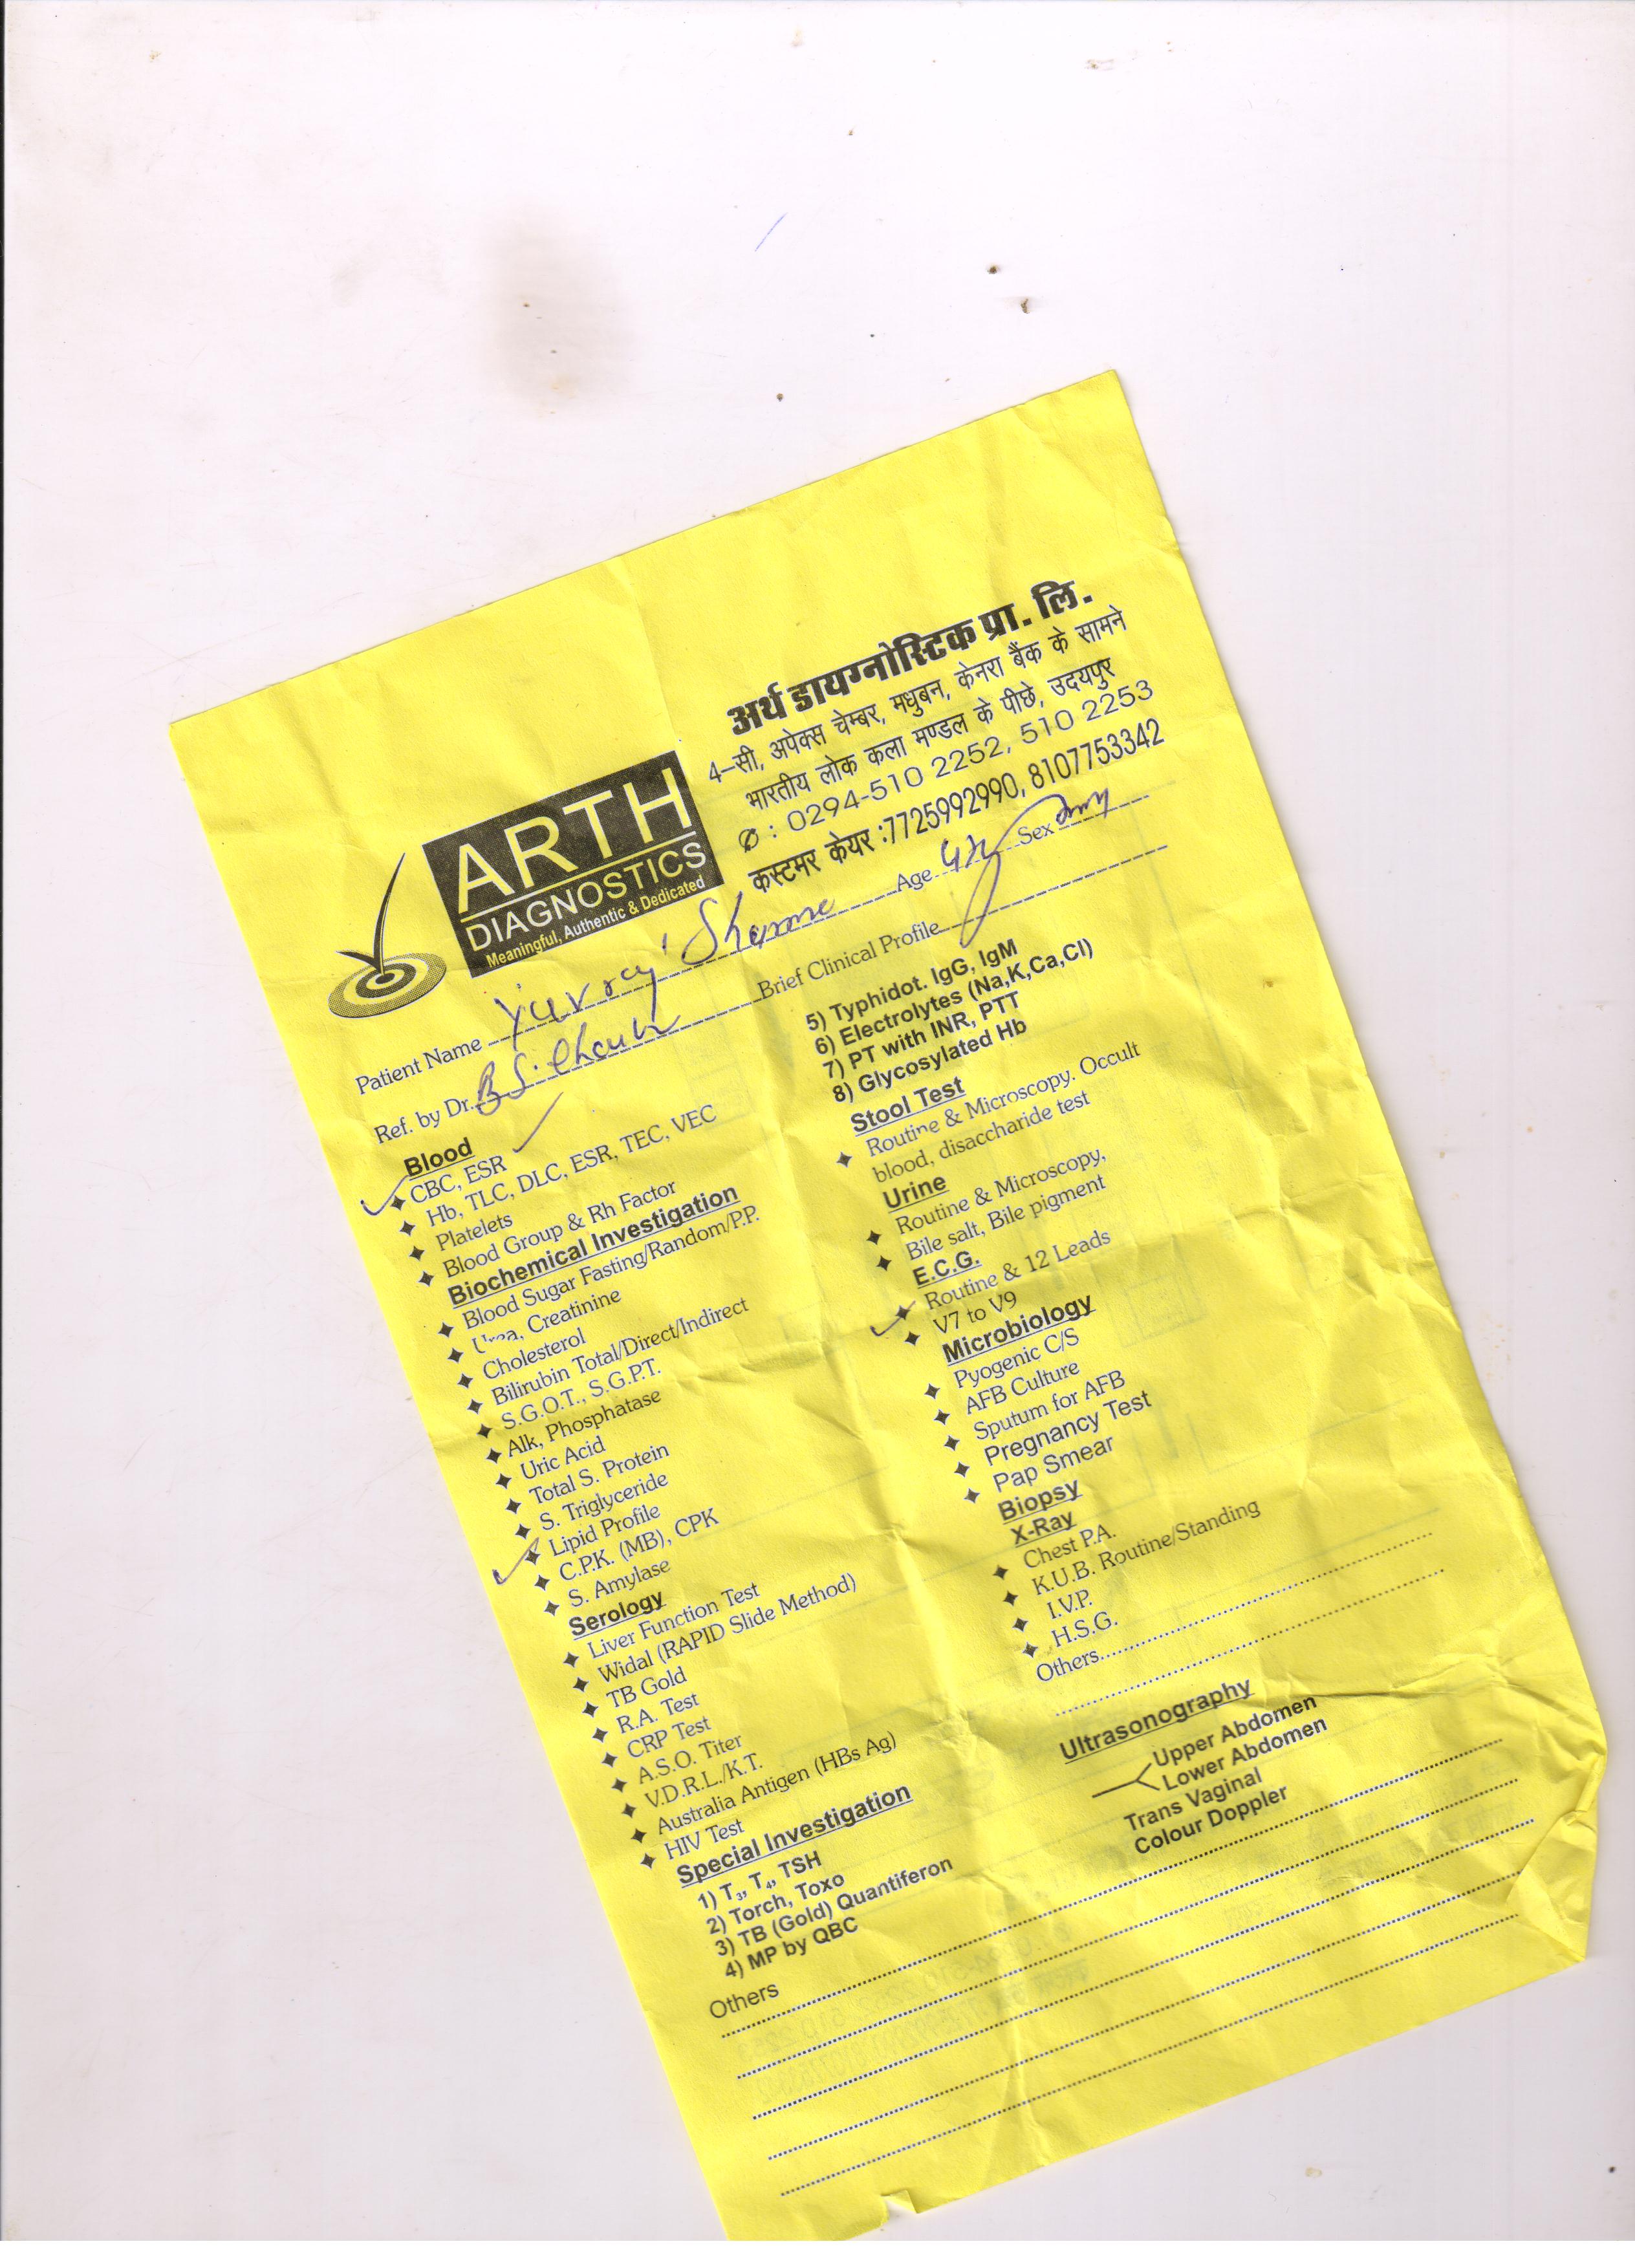 अर्थ डायग्नोस्टिक प्रा. लि.
4-सी, अपेक्स चेम्बर, मधुबन, केनरा बैंक के सामने
भारतीय लोक कला मण्डल के पीछे, उदयपुर
: 0294-510 2252, 510 2253
कस्टमर केयर :7725992990, 8107753342
ARTH
DIAGNOSTICS
Meaningful, Authentic & Dedicated
Patient Name Yuvraj Sharma Age Sex
Ref. by Dr. B.S. Brief Clinical Profile
Blood
CBC, ESR
Hb, TLC, DLC, ESR, TEC, VEC
Platelets
Blood Group & Rh Factor
Biochemical Investigation
Blood Sugar Fasting/Random/P.P.
Urea, Creatinine
Cholesterol
Bilirubin Total/Direct/Indirect
S.G.O.T., S.G.P.T.
Alk, Phosphatase
Uric Acid
Total S. Protein
S. Triglyceride
Lipid Profile
C.P.K. (MB), CPK
S. Amylase
Serology
Liver Function Test
Widal (RAPID Slide Method)
TB Gold
R.A. Test
CRP Test
A.S.O. Titer
V.D.R.L./K.T.
Australia Antigen (HBs Ag)
HIV Test
Special Investigation
1) T₃, T₄, TSH
2) Torch, Toxo
3) TB (Gold) Quantiferon
4) MP by QBC
Others
5) Typhidot. IgG, IgM
6) Electrolytes (Na,K,Ca,Cl)
7) PT with INR, PTT
8) Glycosylated Hb
Stool Test
Routine & Microscopy. Occult
blood, disaccharide test
Urine
Routine & Microscopy,
Bile salt, Bile pigment
E.C.G.
Routine & 12 Leads
V7 to V9
Microbiology
Pyogenic C/S
AFB Culture
Sputum for AFB
Pregnancy Test
Pap Smear
Biopsy
X-Ray
Chest P.A.
K.U.B. Routine/Standing
I.V.P.
H.S.G.
Others
Ultrasonography
Upper Abdomen
Lower Abdomen
Trans Vaginal
Colour Doppler